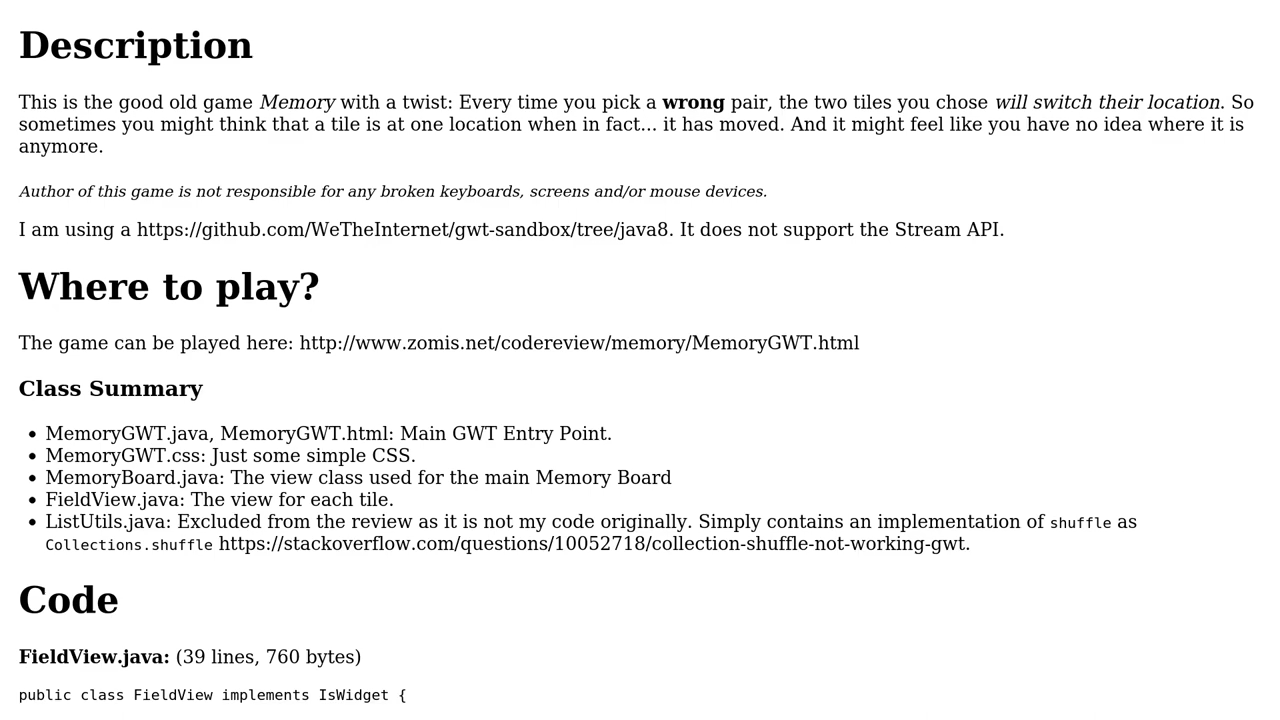 Description
This is the good old game Memory with a twist: Every time you pick a wrong pair, the two tiles you chose will switch their location. So
sometimes you might think that a tile is at one location when in fact... it has moved. And it might feel like you have no idea where it is
anymore.
Author of this game is not responsible for any broken keyboards, screens and/or mouse devices.
I am using a https://github.com/WeTheInternet/gwt-sandbox/tree/java8. It does not support the Stream API.
Where to play?
The game can be played here: http://www.zomis.net/codereview/memory/MemoryGWT.html
Class Summary
• MemoryGWT.java, MemoryGWT.html: Main GWT Entry Point.
• MemoryGWT.css: Just some simple CSS.
• MemoryBoard.java: The view class used for the main Memory Board
• FieldView.java: The view for each tile.
• ListUtils.java: Excluded from the review as it is not my code originally. Simply contains an implementation of shuffle as
Collections.shuffle https://stackoverflow.com/questions/10052718/collection-shuffle-not-working-gwt.
Code
FieldView.java: (39 lines, 760 bytes)
public class FieldView implements IsWidget {